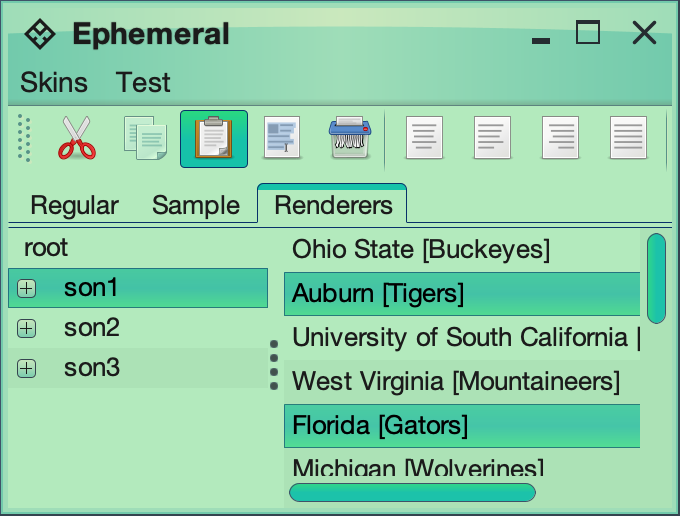 Ephemeral
Skins Test
Regular Sample Renderers
root
son1
son2
son3
Ohio State [Buckeyes]
Auburn [Tigers]
University of South California [
West Virginia [Mountaineers]
Florida [Gators]
Michigan [Wolverines]